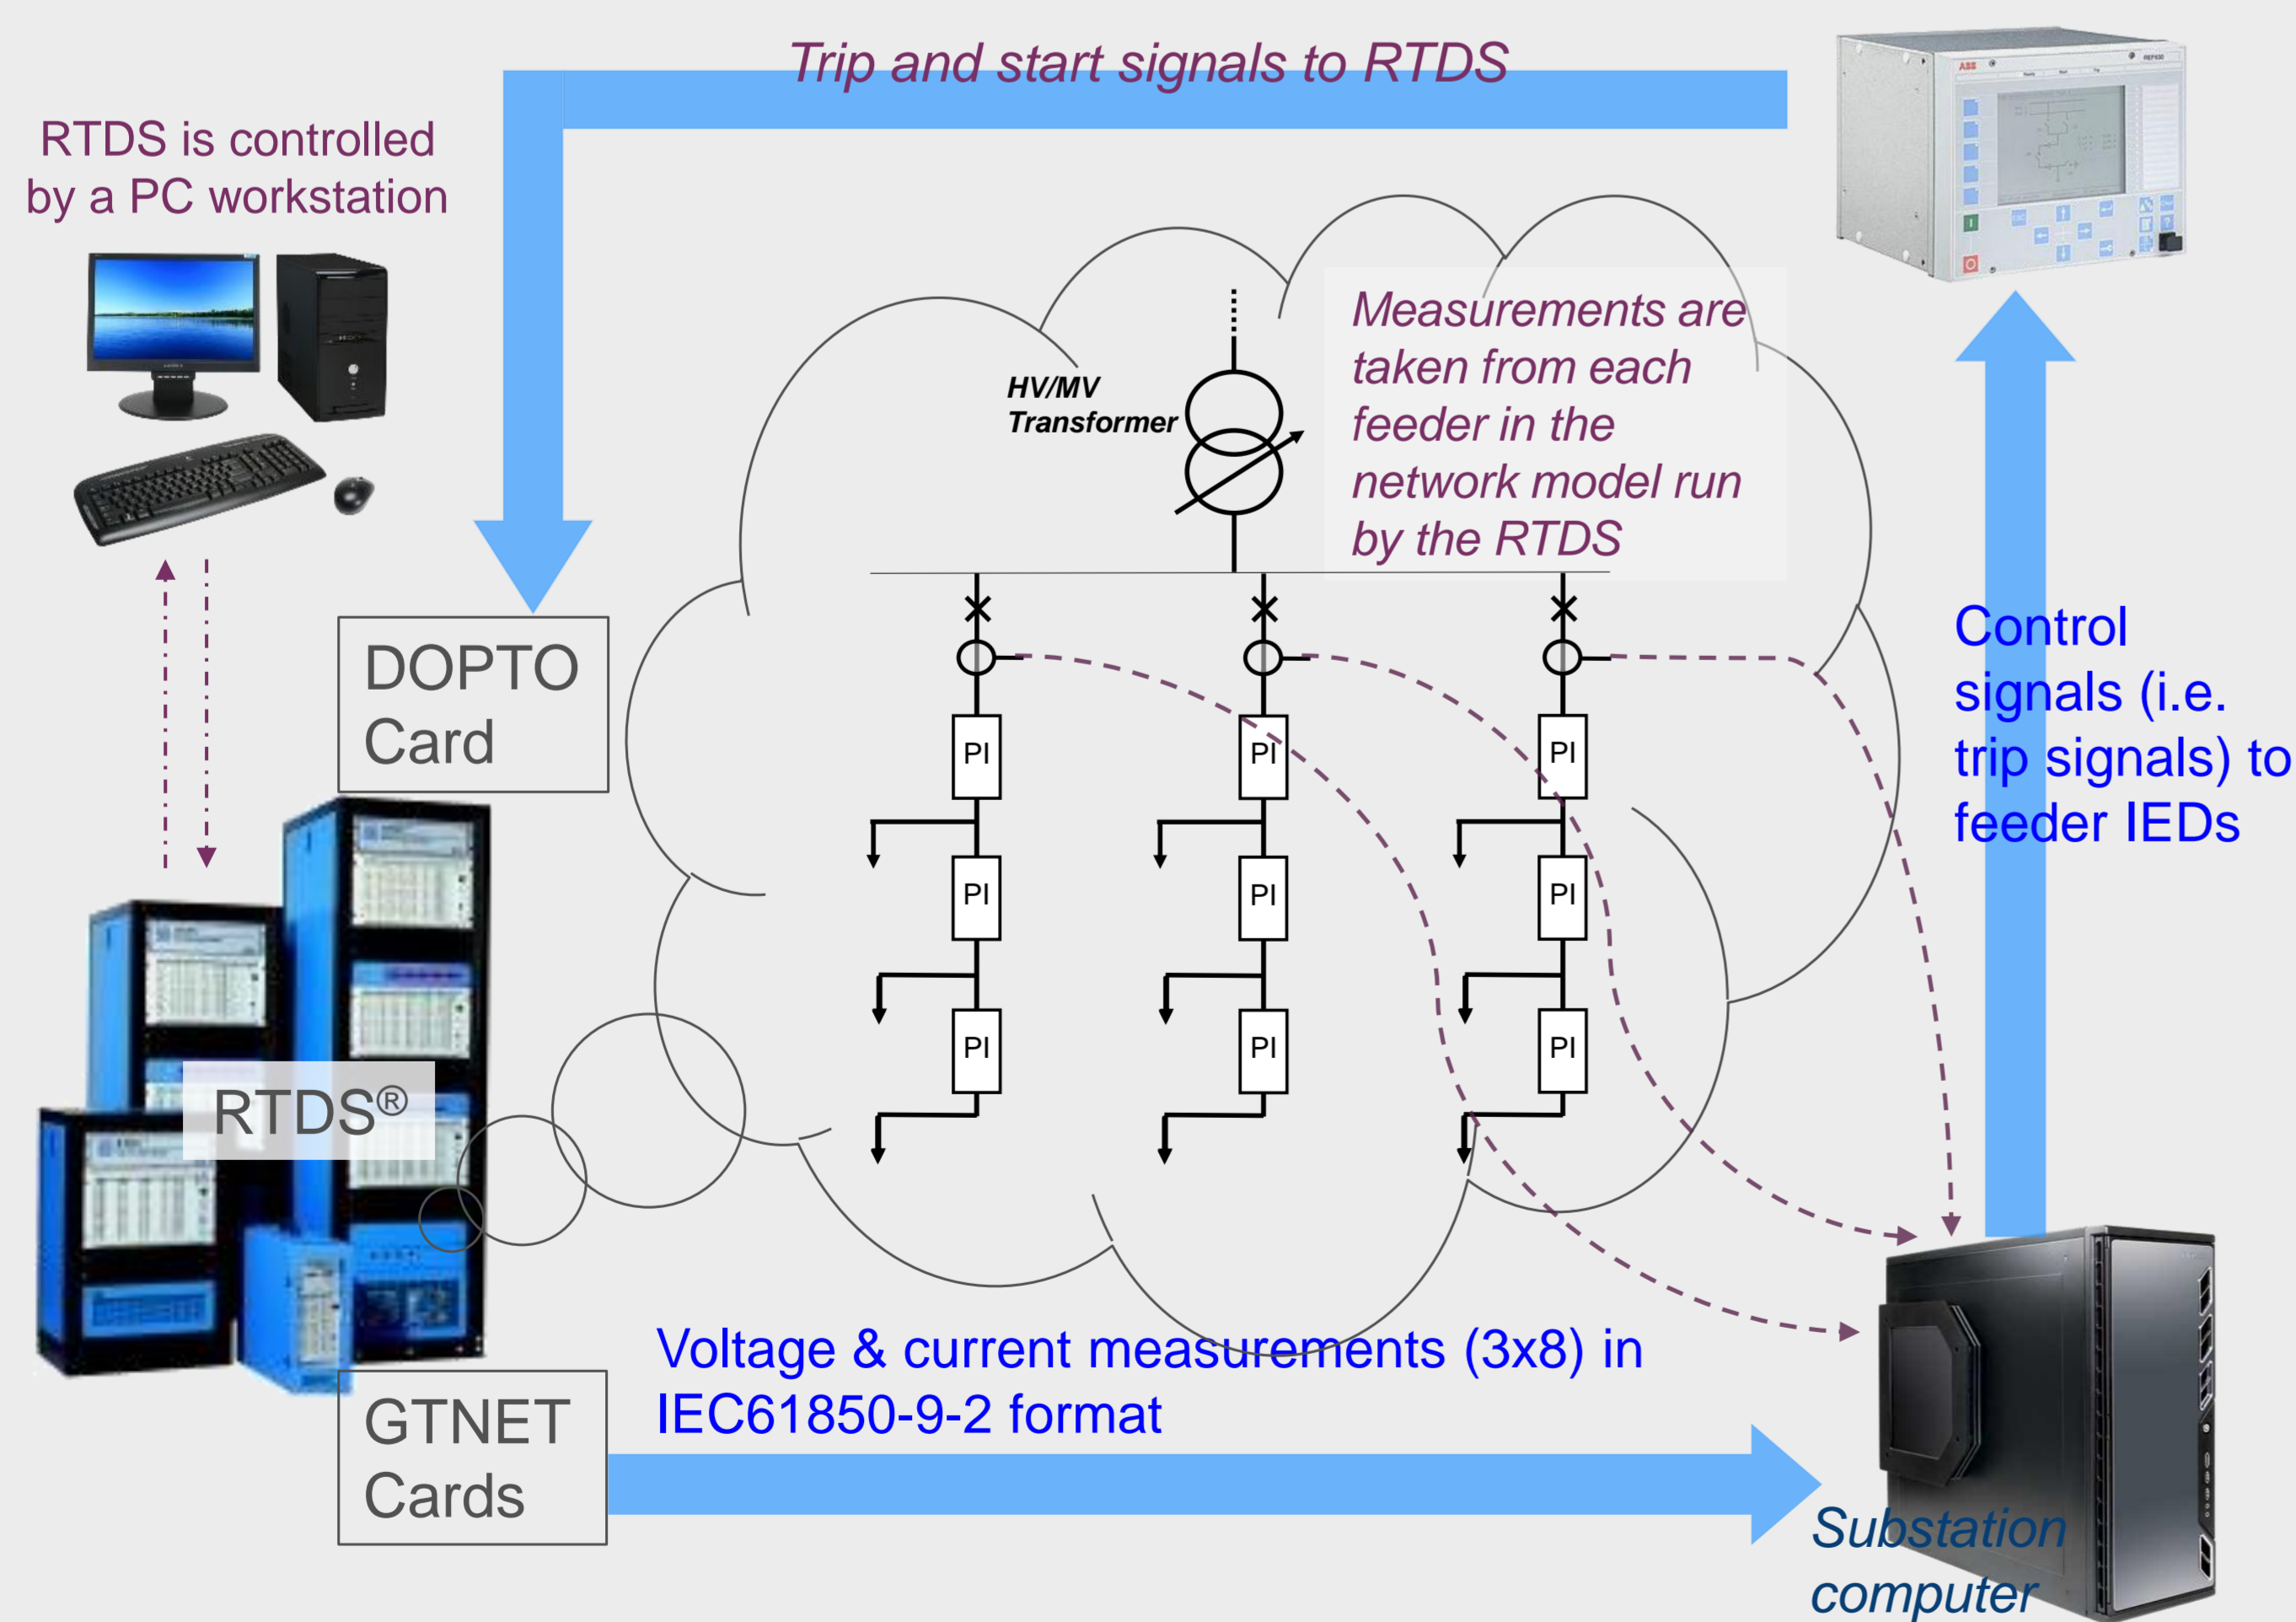 Trip and start signals to RTDS
ABB
REF630
RTDS is controlled
by a PC workstation
HV/MV
Transformer
Measurements are
taken from each
feeder in the
network model run
by the RTDS
DOPTO
Card
Control
signals (i.e.
trip signals) to
feeder IEDs
PI PI PI
PI PI PI
PI PI PI
RTDS®
Voltage & current measurements (3x8) in
IEC61850-9-2 format
GTNET
Cards
Substation
computer